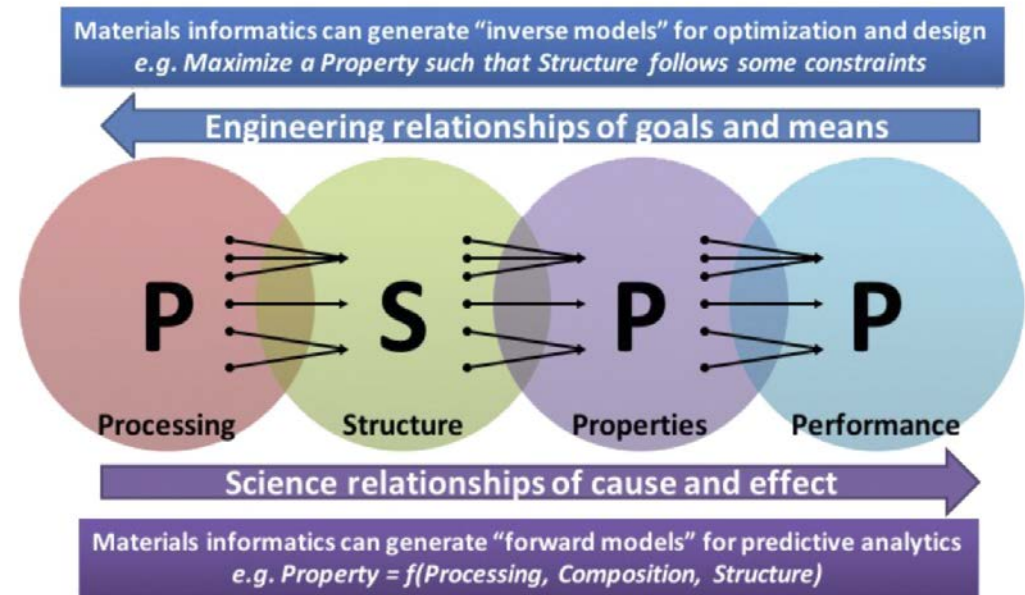 Materials informatics can generate “inverse models” for optimization and design
e.g. Maximize a Property such that Structure follows some constraints
Engineering relationships of goals and means
P S P P
Processing Structure Properties Performance
Science relationships of cause and effect
Materials informatics can generate “forward models” for predictive analytics
e.g. Property = f(Processing, Composition, Structure)